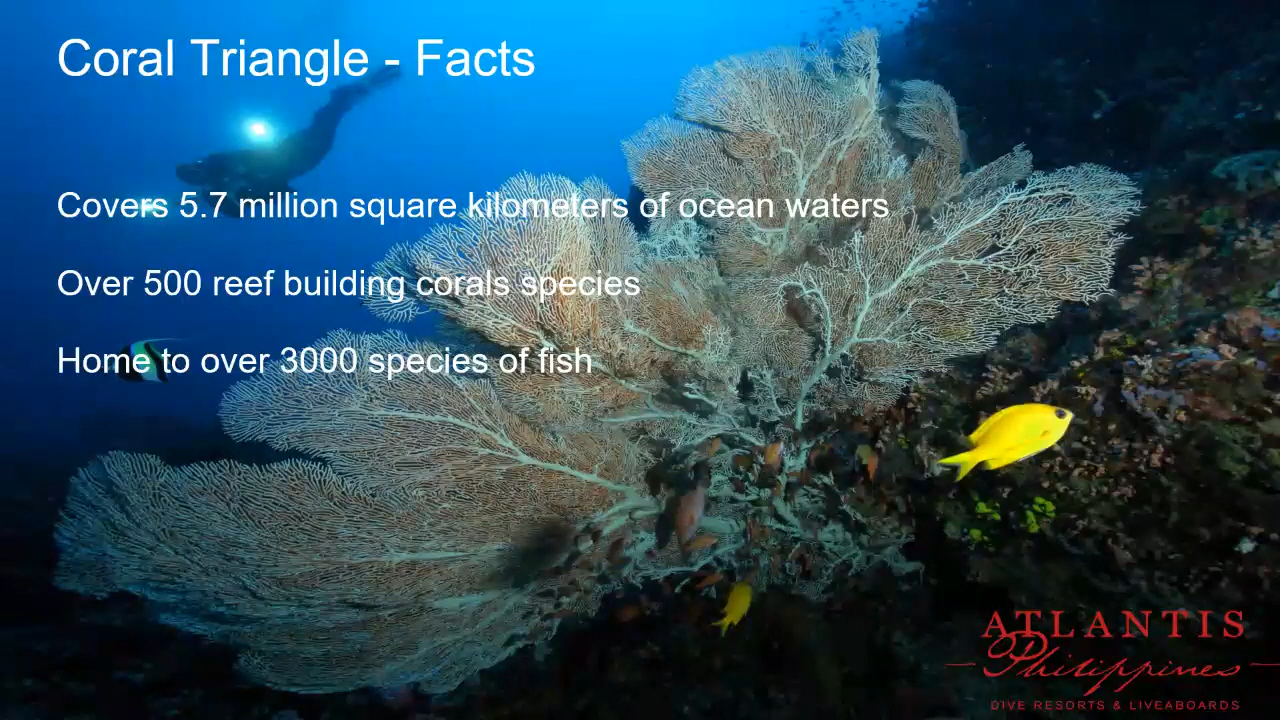 Coral Triangle - Facts
Covers 5.7 million square kilometers of ocean waters
Over 500 reef building corals species
Home to over 3000 species of fish
ATLANTIS
Philippines
DIVE RESORTS & LIVEABOARDS